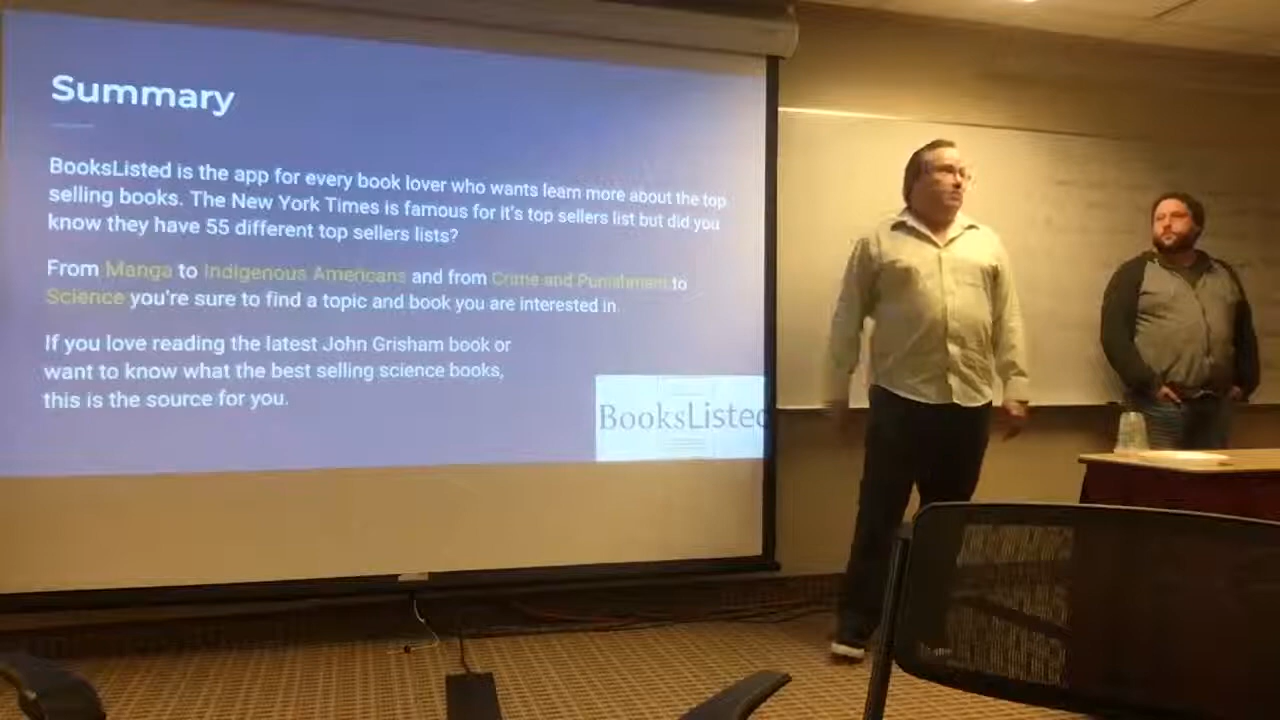 Summary
BooksListed is the app for every book lover who wants learn more about the top
selling books. The New York Times is famous for it's top sellers list but did you
know they have 55 different top sellers lists?
From Manga to Indigenous Americans and from Crime and Punishment to
Science you're sure to find a topic and book you are interested in.
If you love reading the latest John Grisham book or
want to know what the best selling science books,
this is the source for you.
BooksListed